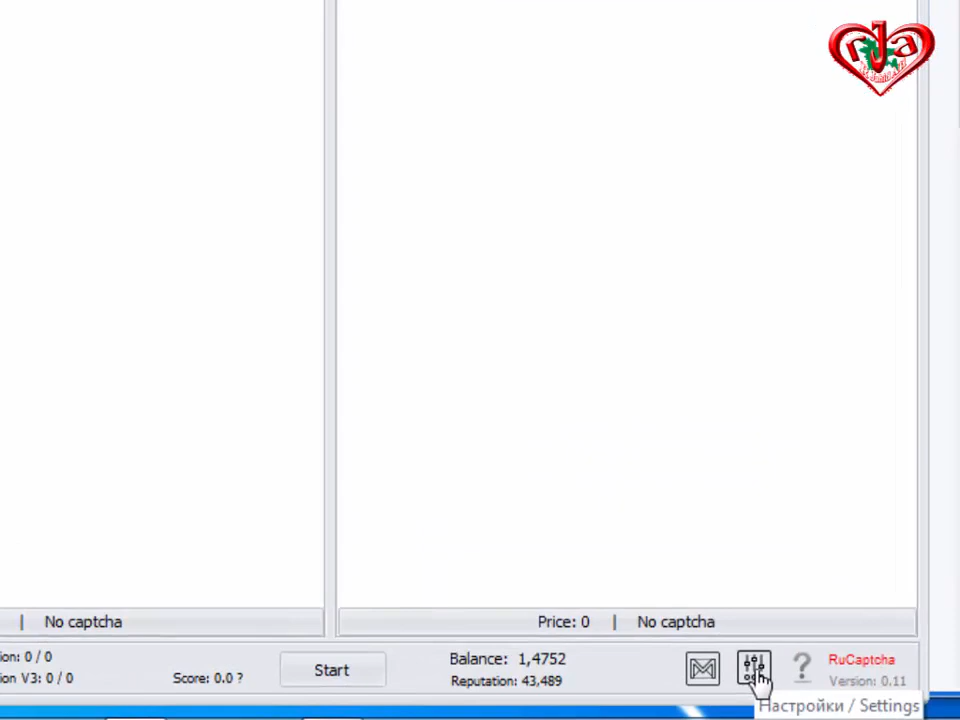 rja
| No captcha
Price: 0 | No captcha
ion: 0 / 0
ion V3: 0 / 0
Score: 0.0 ?
Start
Balance: 1,4752
Reputation: 43,489
?
RuCaptcha
Version: 0.11
Настройки / Settings